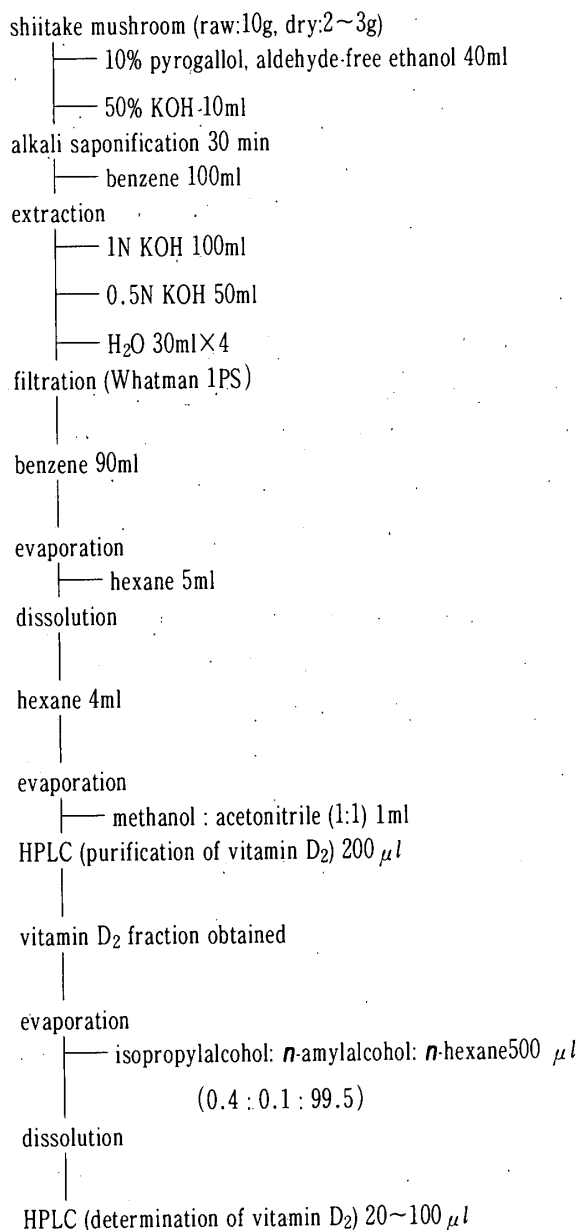 shiitake mushroom (raw:10g, dry:2~3g)
10% pyrogallol, aldehyde-free ethanol 40ml
50% KOH 10ml
alkali saponification 30 min
benzene 100ml
extraction
1N KOH 100ml
0.5N KOH 50ml
H₂O 30ml×4
filtration (Whatman 1PS)
benzene 90ml
evaporation
hexane 5ml
dissolution
hexane 4ml
evaporation
methanol : acetonitrile (1:1) 1ml
HPLC (purification of vitamin D₂) 200 μl
vitamin D₂ fraction obtained
evaporation
isopropylalcohol: n-amylalcohol: n-hexane500 μl
(0.4 : 0.1 : 99.5)
dissolution
HPLC (determination of vitamin D₂) 20~100 μl